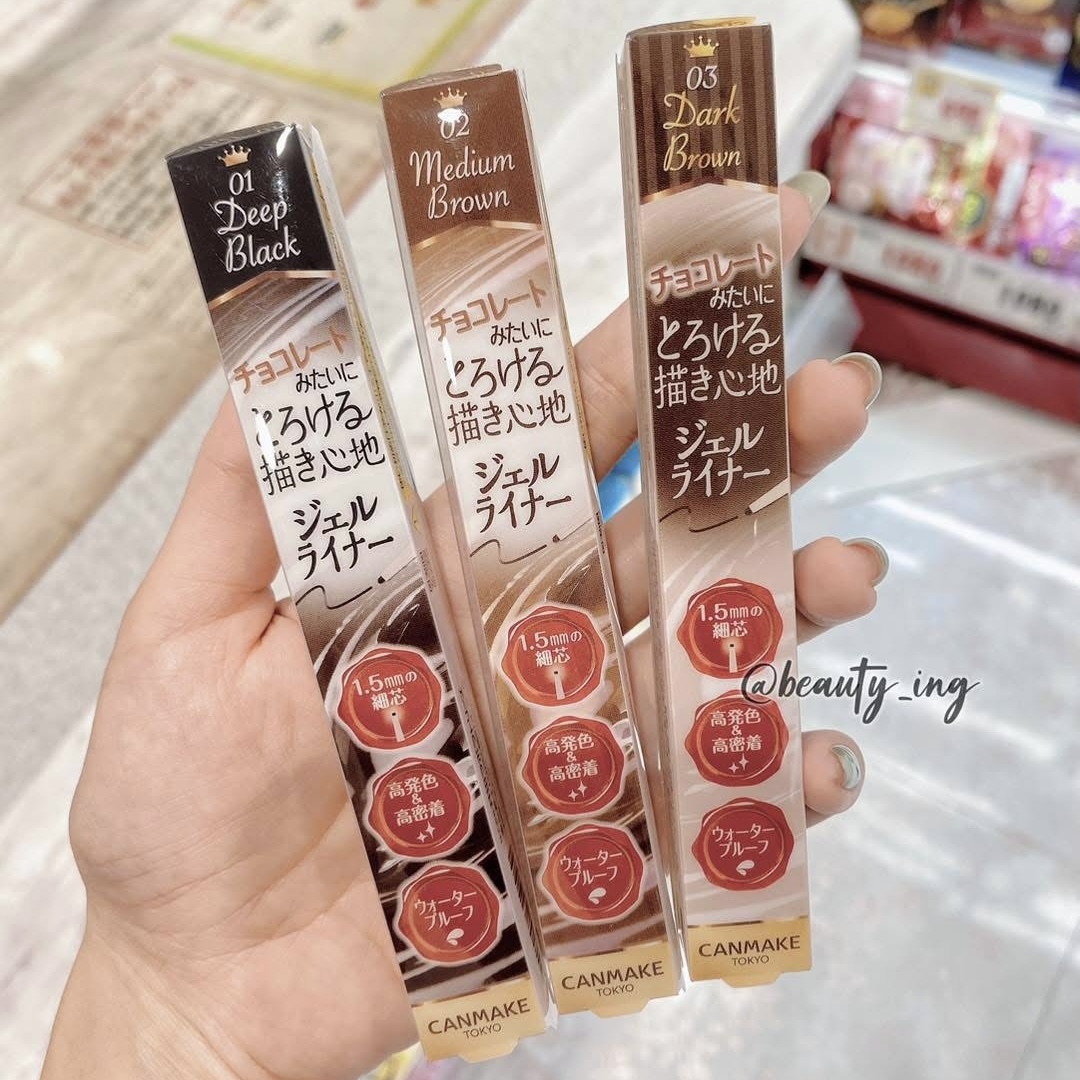 01
Deep
Black
チョコレート
みたいに
とろける
描き心地
ジェル
ライナー
1.5mmの
細芯
高発色
&
高密着
ウォーター
プルーフ
CANMAKE
TOKYO
02
Medium
Brown
チョコレート
みたいに
とろける
描き心地
ジェル
ライナー
1.5mmの
細芯
高発色
&
高密着
ウォーター
プルーフ
CANMAKE
TOKYO
03
Dark
Brown
チョコレート
みたいに
とろける
描き心地
ジェル
ライナー
1.5mmの
細芯
高発色
&
高密着
ウォーター
プルーフ
CANMAKE
TOKYO
@beauty_ing